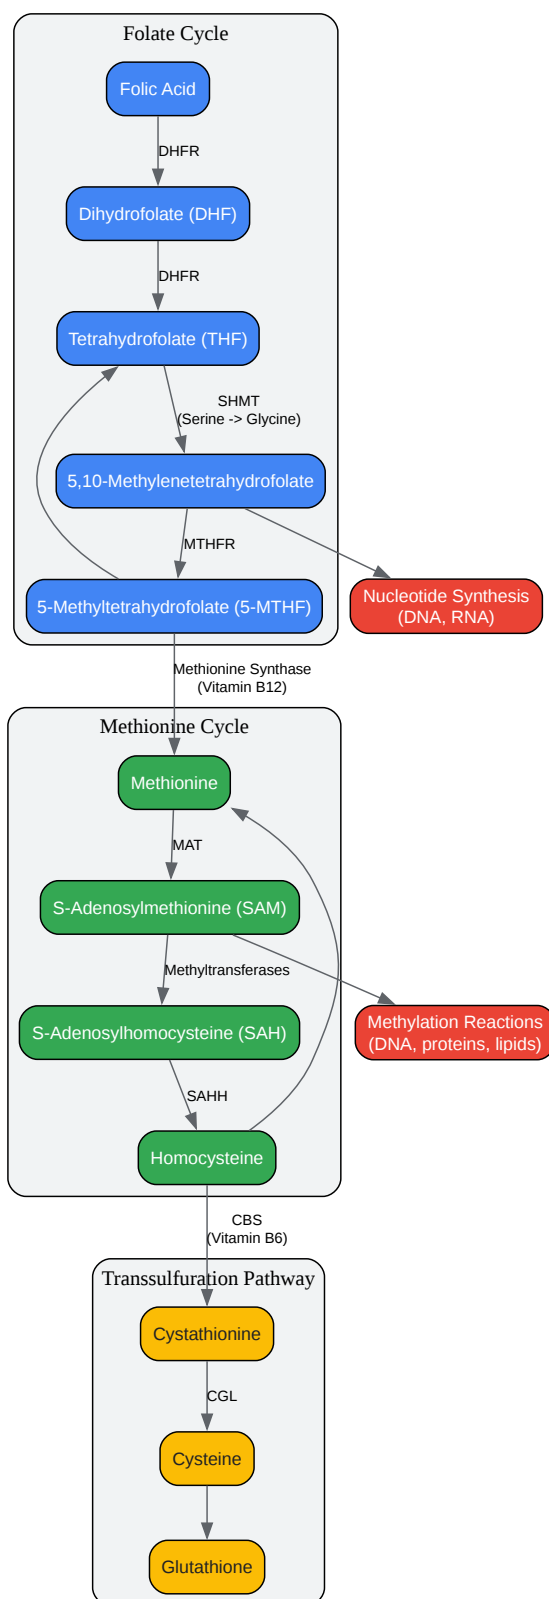 Folate Cycle
Folic Acid
DHFR
Dihydrofolate (DHF)
DHFR
Tetrahydrofolate (THF)
SHMT
(Serine -> Glycine)
5,10-Methylenetetrahydrofolate
MTHFR
5-Methyltetrahydrofolate (5-MTHF)
Nucleotide Synthesis
(DNA, RNA)
Methionine Synthase
(Vitamin B12)
Methionine Cycle
Methionine
MAT
S-Adenosylmethionine (SAM)
Methyltransferases
S-Adenosylhomocysteine (SAH)
Methylation Reactions
(DNA, proteins, lipids)
SAHH
Homocysteine
CBS
(Vitamin B6)
Transsulfuration Pathway
Cystathionine
CGL
Cysteine
Glutathione